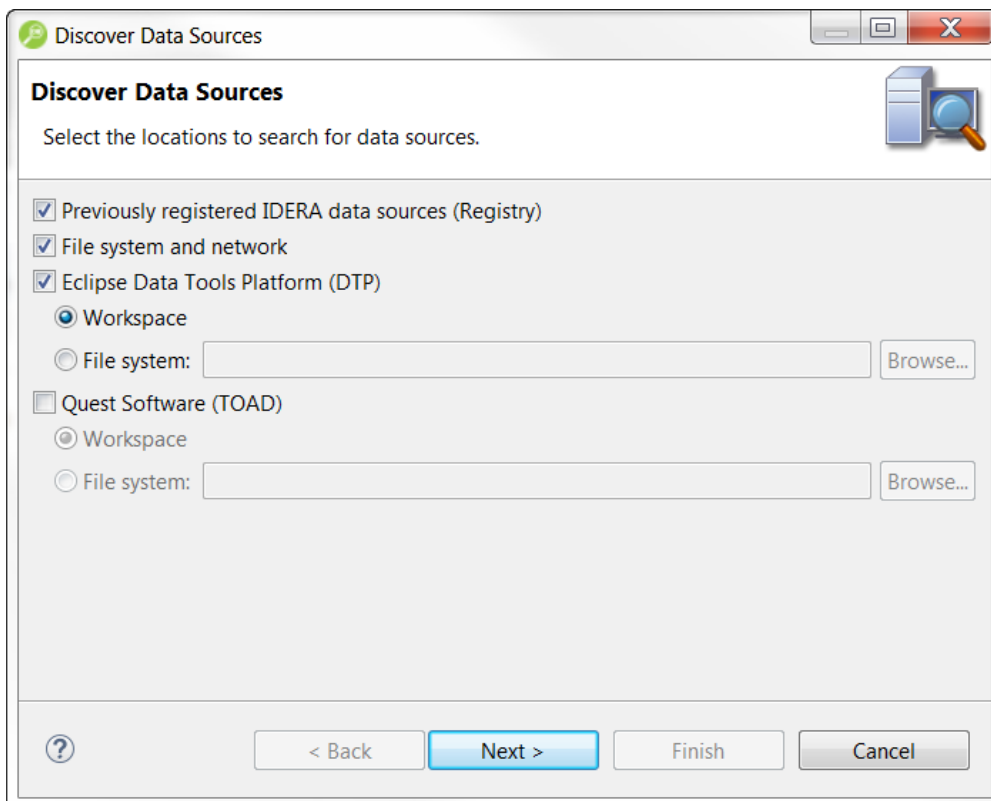 Discover Data Sources
Discover Data Sources
Select the locations to search for data sources.
Previously registered IDERA data sources (Registry)
File system and network
Eclipse Data Tools Platform (DTP)
Workspace
File system: Browse...
Quest Software (TOAD)
Workspace
File system: Browse...
? < Back Next > Finish Cancel